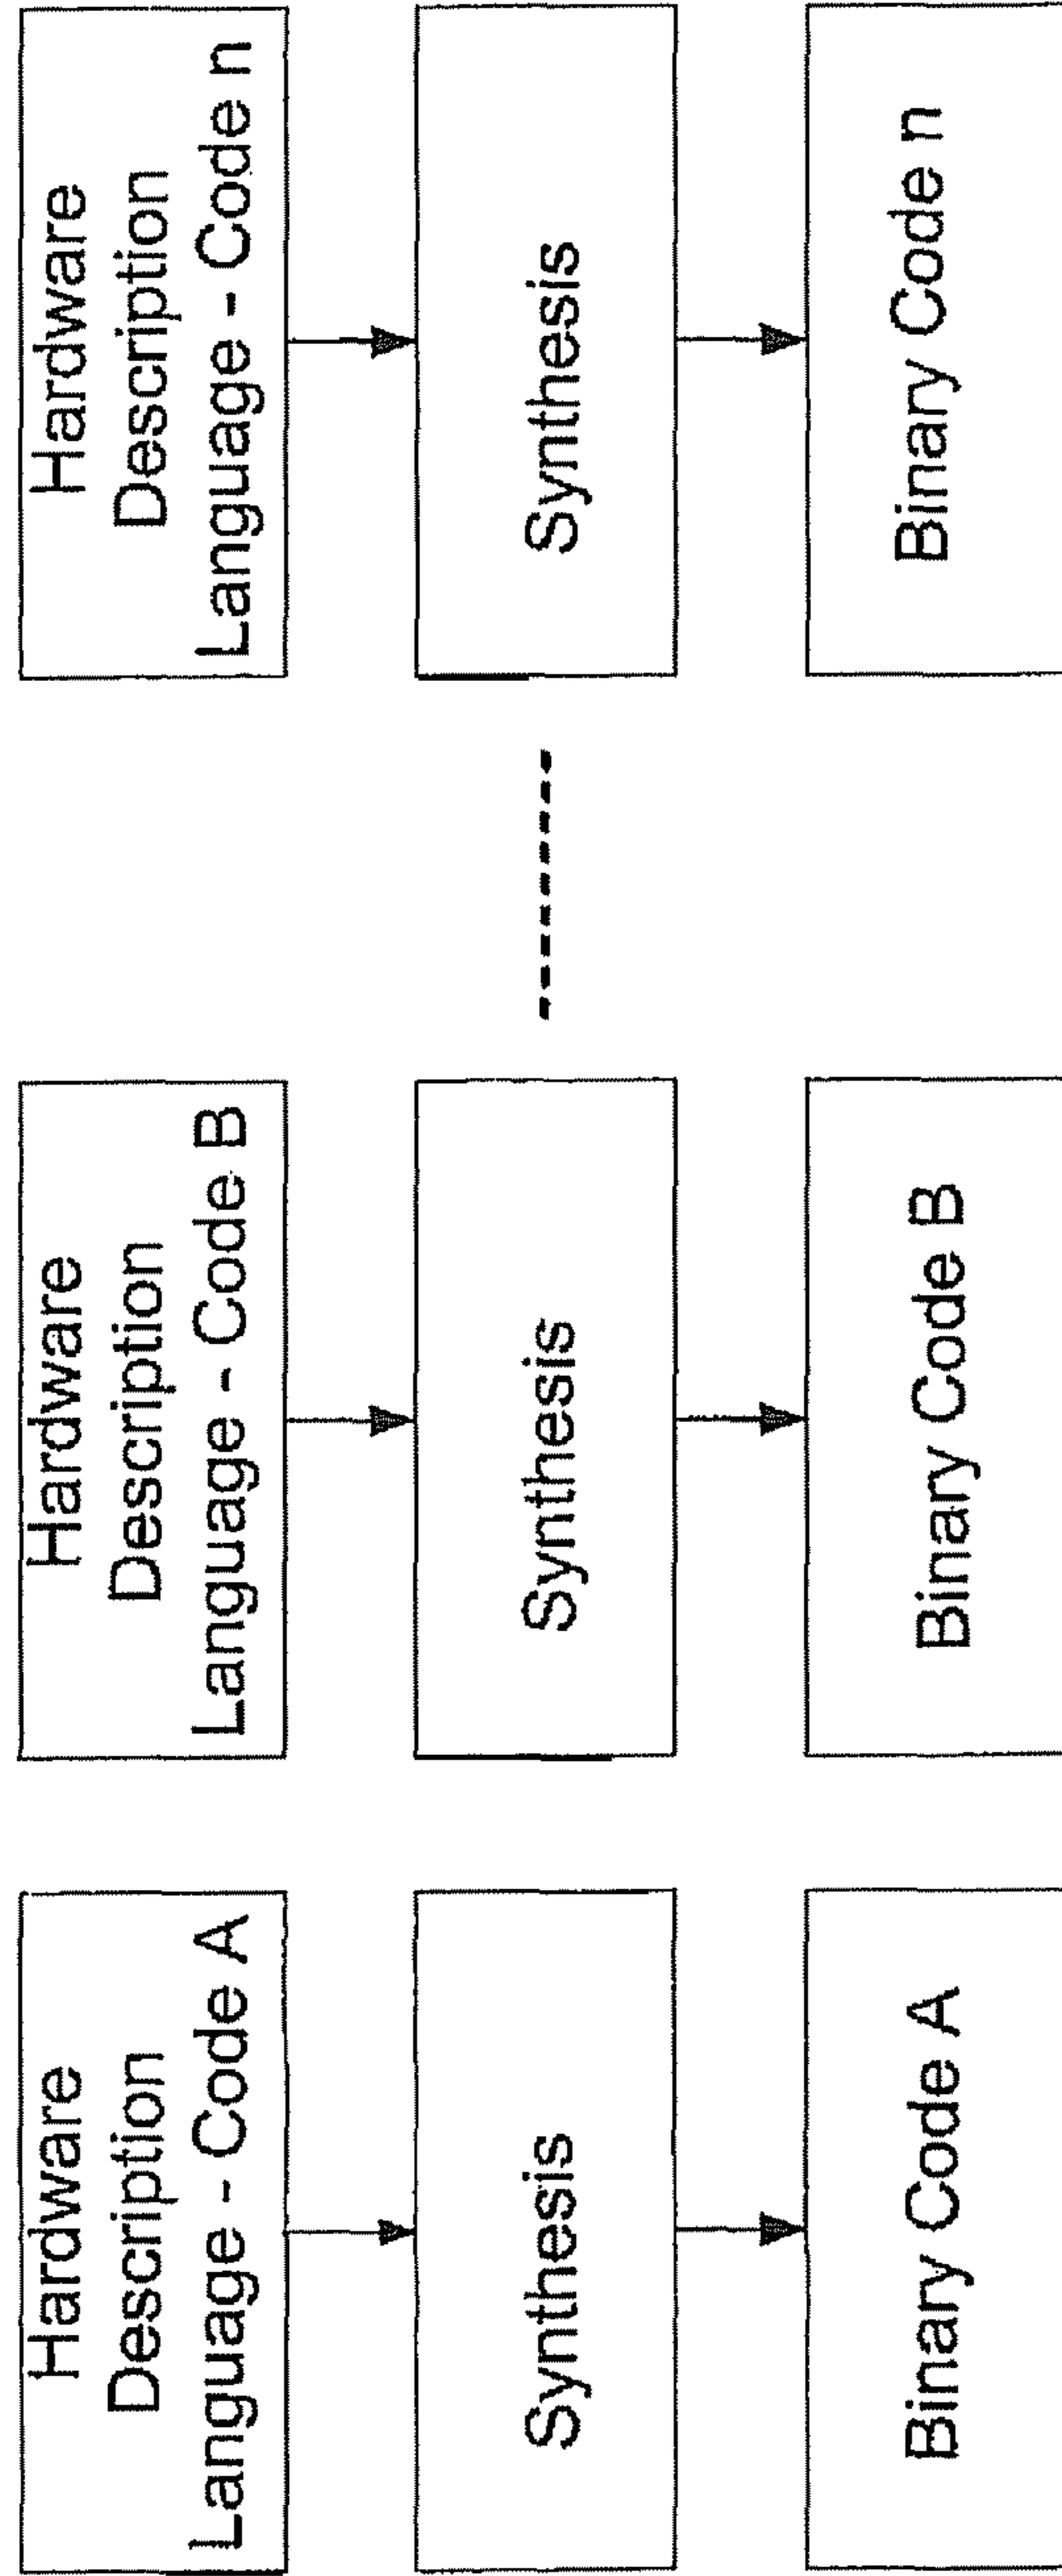 Hardware
Description
Language - Code A
Synthesis
Binary Code A
Hardware
Description
Language - Code B
Synthesis
Binary Code B
Hardware
Description
Language - Code n
Synthesis
Binary Code n